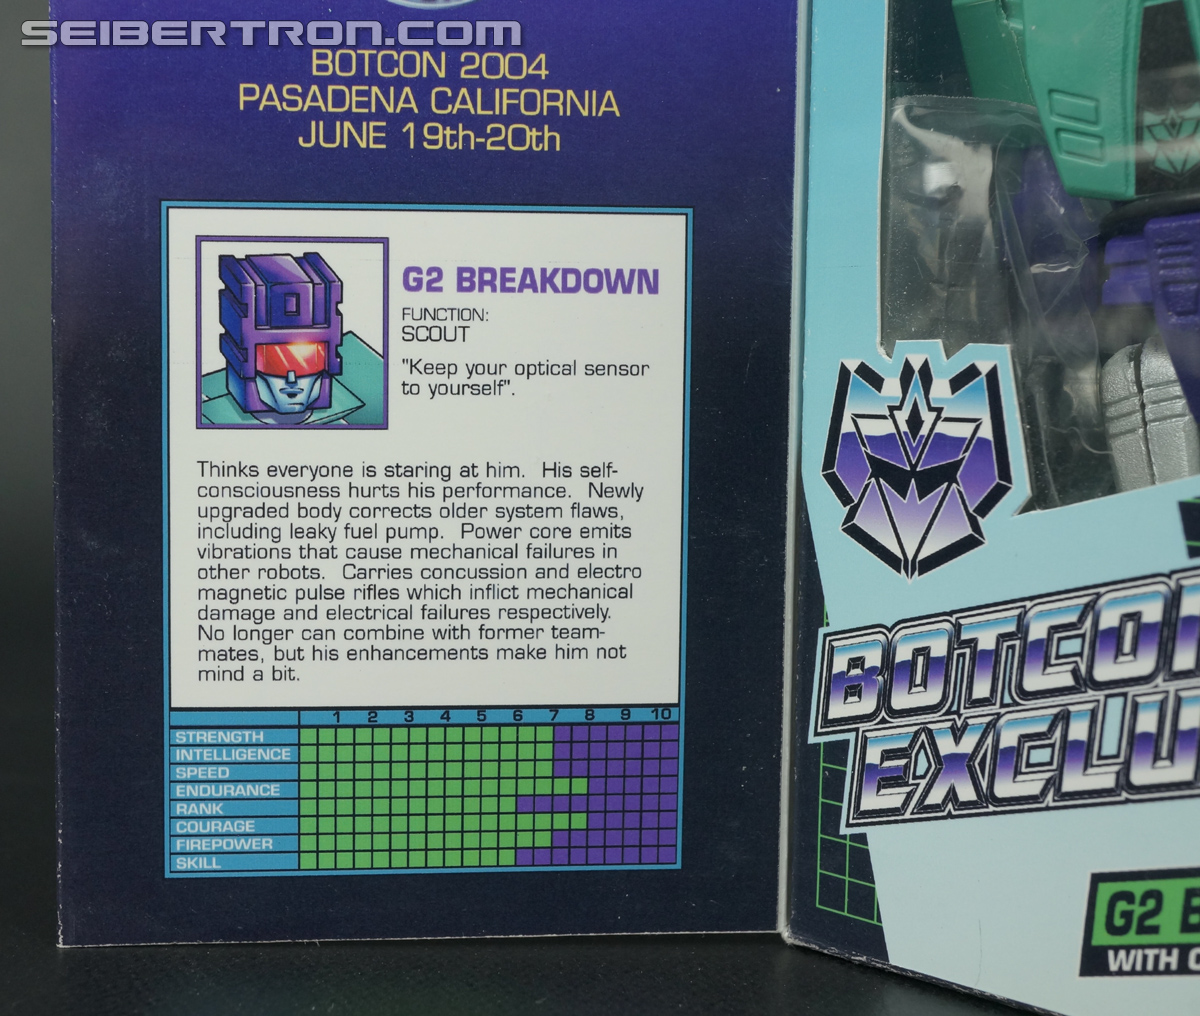 SEIBERTRON.com
BOTCON 2004
PASADENA CALIFORNIA
JUNE 19th-20th
G2 BREAKDOWN
FUNCTION:
SCOUT
"Keep your optical sensor
to yourself".
Thinks everyone is staring at him. His self-
consciousness hurts his performance. Newly
upgraded body corrects older system flaws,
including leaky fuel pump. Power core emits
vibrations that cause mechanical failures in
other robots. Carries concussion and electro
magnetic pulse rifles which inflict mechanical
damage and electrical failures respectively.
No longer can combine with former team-
mates, but his enhancements make him not
mind a bit.
1 2 3 4 5 6 7 8 9 10
STRENGTH
INTELLIGENCE
SPEED
ENDURANCE
RANK
COURAGE
FIREPOWER
SKILL
BOTCON
EXCLU
G2 B
WITH